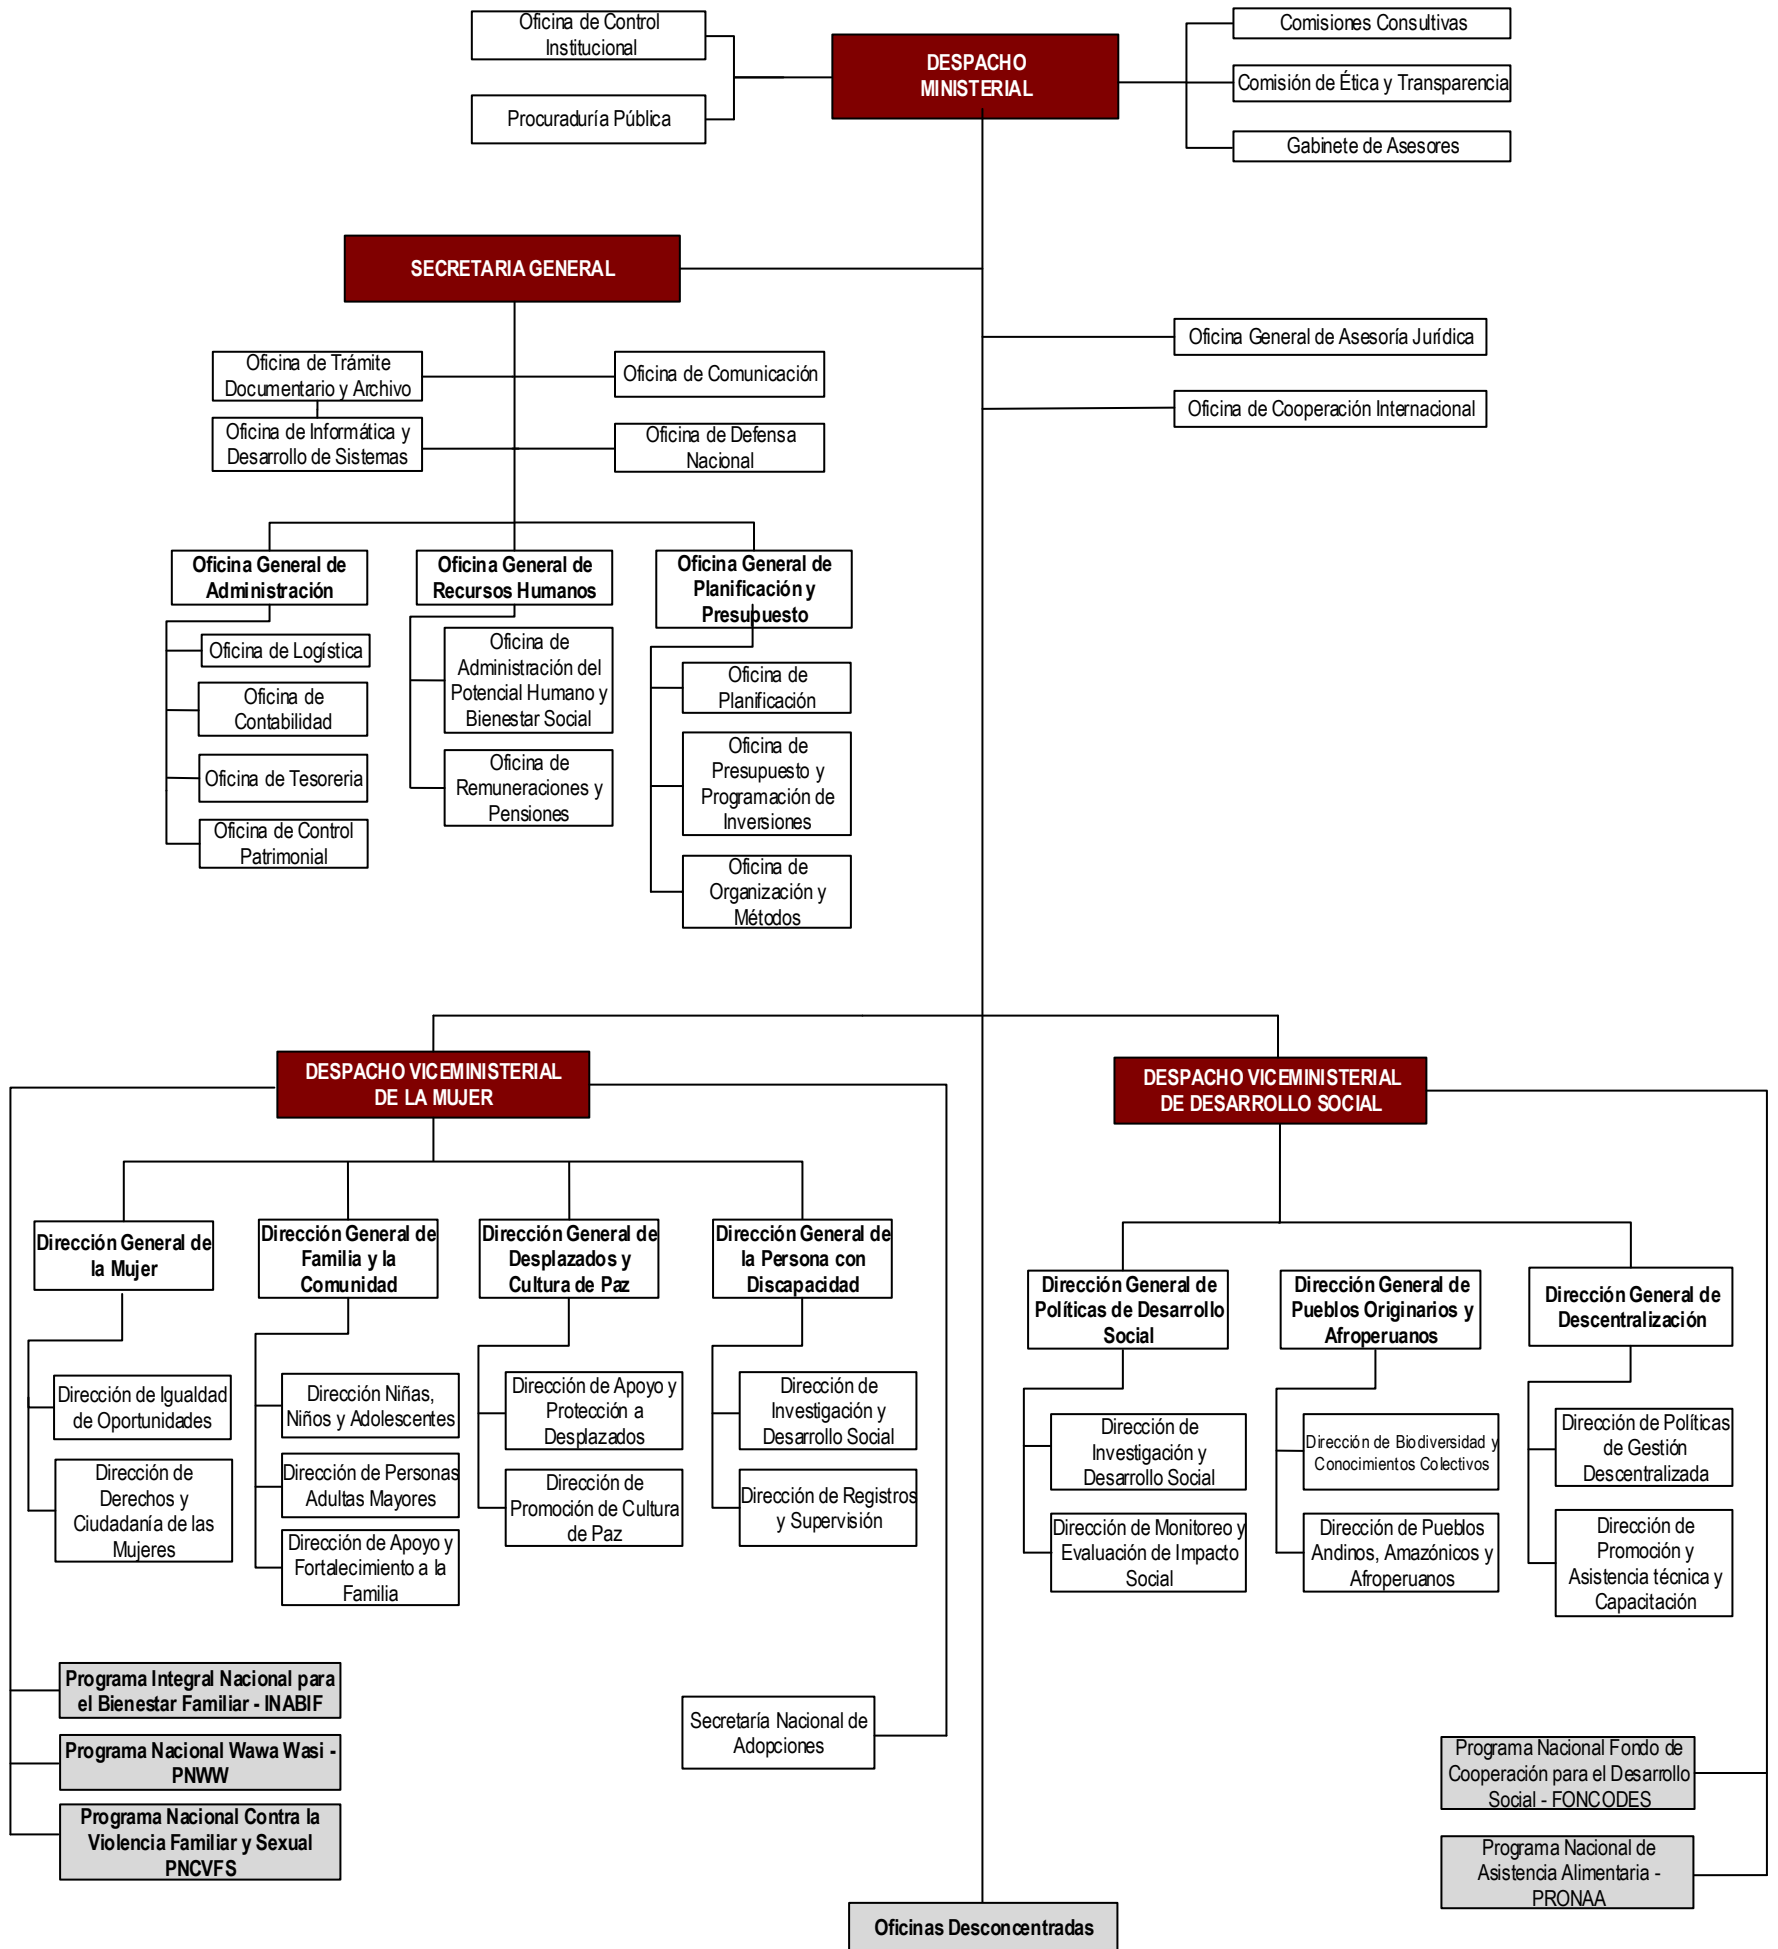 Oficina de Control
Institucional
Procuraduría Pública
DESPACHO
MINISTERIAL
Comisiones Consultivas
Comisión de Ética y Transparencia
Gabinete de Asesores
SECRETARIA GENERAL
Oficina General de Asesoría Jurídica
Oficina de Cooperación Internacional
Oficina de Trámite
Documentario y Archivo
Oficina de Comunicación
Oficina de Informática y
Desarrollo de Sistemas
Oficina de Defensa
Nacional
Oficina General de
Administración
Oficina de Logística
Oficina de
Contabilidad
Oficina de Tesoreria
Oficina de Control
Patrimonial
Oficina General de
Recursos Humanos
Oficina de
Administración del
Potencial Humano y
Bienestar Social
Oficina de
Remuneraciones y
Pensiones
Oficina General de
Planificación y
Presupuesto
Oficina de
Planificación
Oficina de
Presupuesto y
Programación de
Inversiones
Oficina de
Organización y
Métodos
DESPACHO VICEMINISTERIAL
DE LA MUJER
Dirección General de
la Mujer
Dirección de Igualdad
de Oportunidades
Dirección de
Derechos y
Ciudadanía de las
Mujeres
Dirección General de
Familia y la
Comunidad
Dirección Niñas,
Niños y Adolescentes
Dirección de Personas
Adultas Mayores
Dirección de Apoyo y
Fortalecimiento a la
Familia
Dirección General de
Desplazados y
Cultura de Paz
Dirección de Apoyo y
Protección a
Desplazados
Dirección de
Promoción de Cultura
de Paz
Dirección General de
la Persona con
Discapacidad
Dirección de
Investigación y
Desarrollo Social
Dirección de Registros
y Supervisión
Programa Integral Nacional para
el Bienestar Familiar - INABIF
Programa Nacional Wawa Wasi -
PNWW
Programa Nacional Contra la
Violencia Familiar y Sexual
PNCVFS
Secretaría Nacional de
Adopciones
DESPACHO VICEMINISTERIAL
DE DESARROLLO SOCIAL
Dirección General de
Políticas de Desarrollo
Social
Dirección de
Investigación y
Desarrollo Social
Dirección de Monitoreo y
Evaluación de Impacto
Social
Dirección General de
Pueblos Originarios y
Afroperuanos
Dirección de Biodiversidad y
Conocimientos Colectivos
Dirección de Pueblos
Andinos, Amazónicos y
Afroperuanos
Dirección General de
Descentralización
Dirección de Políticas
de Gestión
Descentralizada
Dirección de
Promoción y
Asistencia técnica y
Capacitación
Programa Nacional Fondo de
Cooperación para el Desarrollo
Social - FONCODES
Programa Nacional de
Asistencia Alimentaria -
PRONAA
Oficinas Desconcentradas